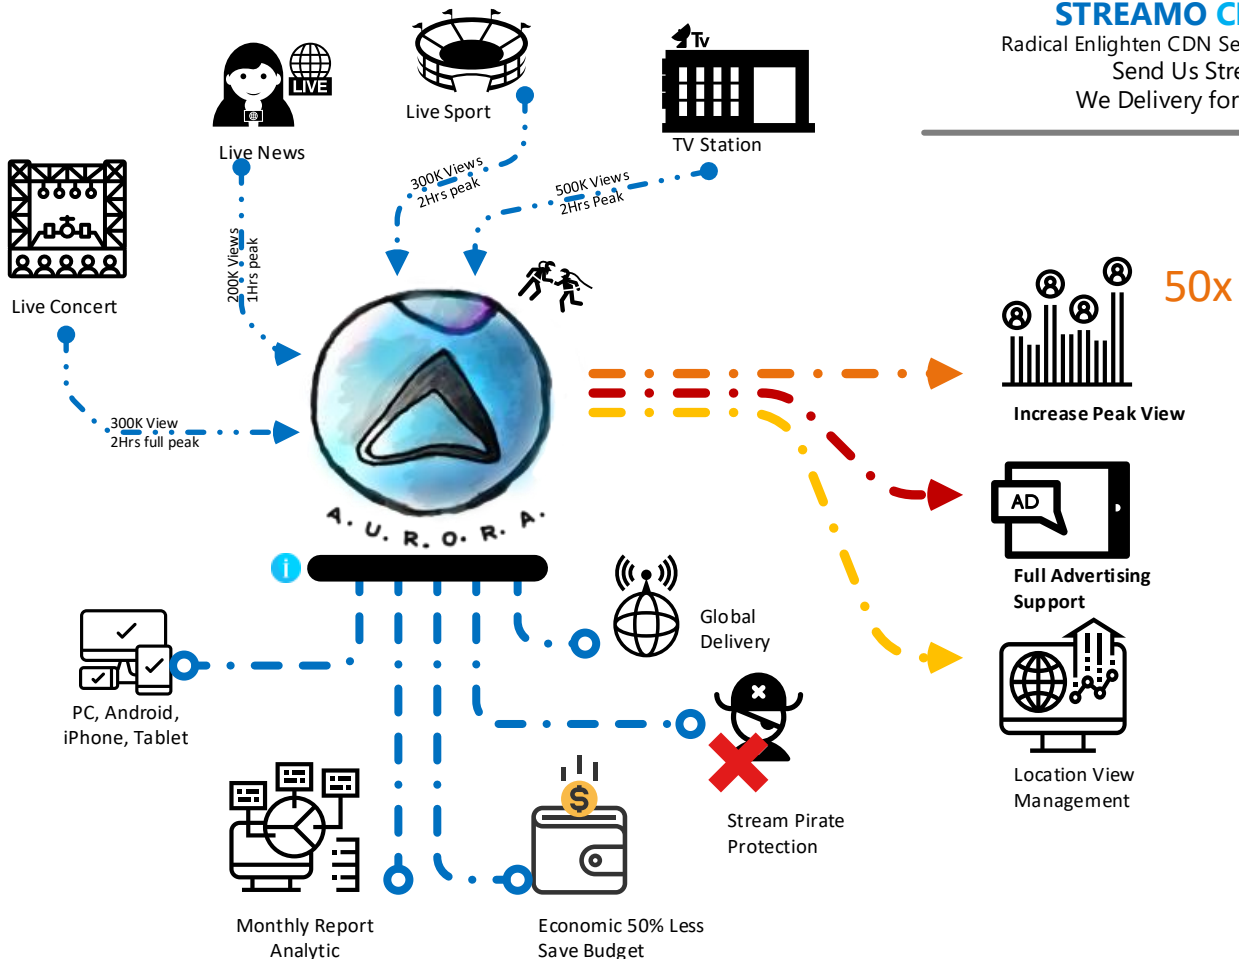 STREAMO
Radical Enlighten CDN
Send Us
We Delivery for
Tv
LIVE
Live Sport
TV Station
Live News
300K Views
2Hrs peak
500K Views
2Hrs Peak
200K Views
1Hrs peak
Live Concert
50x
300K View
2Hrs full peak
Increase Peak View
AD
A. U. R. O. R. A.
i
Full Advertising
Support
Global
Delivery
PC, Android,
iPhone, Tablet
Location View
Management
$
Stream Pirate
Protection
Monthly Report
Analytic
Economic 50% Less
Save Budget